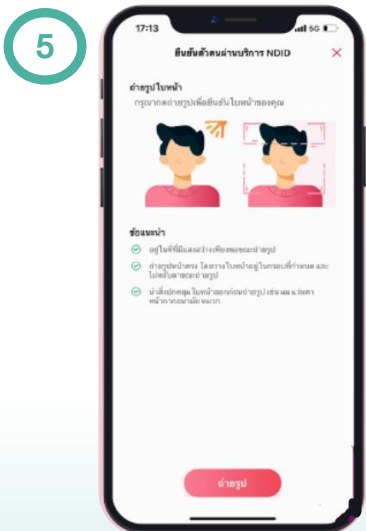 5
17:13
5G
ยืนยันตัวตนผ่านบริการ NDID
ถ่ายรูปใบหน้า
กรุณากดถ่ายรูปเพื่อยืนยันใบหน้าของคุณ
ข้อแนะนำ
อยู่ในที่ที่มีแสงสว่างเพียงพอขณะถ่ายรูป
ถ่ายรูปหน้าตรง โดยวางใบหน้าอยู่ในกรอบที่กำหนด และ
ไม่หลับตาขณะถ่ายรูป
นำสิ่งปกคลุมใบหน้าออกก่อนถ่ายรูป เช่น ผม แว่นตา
หน้ากากอนามัย หมวก
ถ่ายรูป